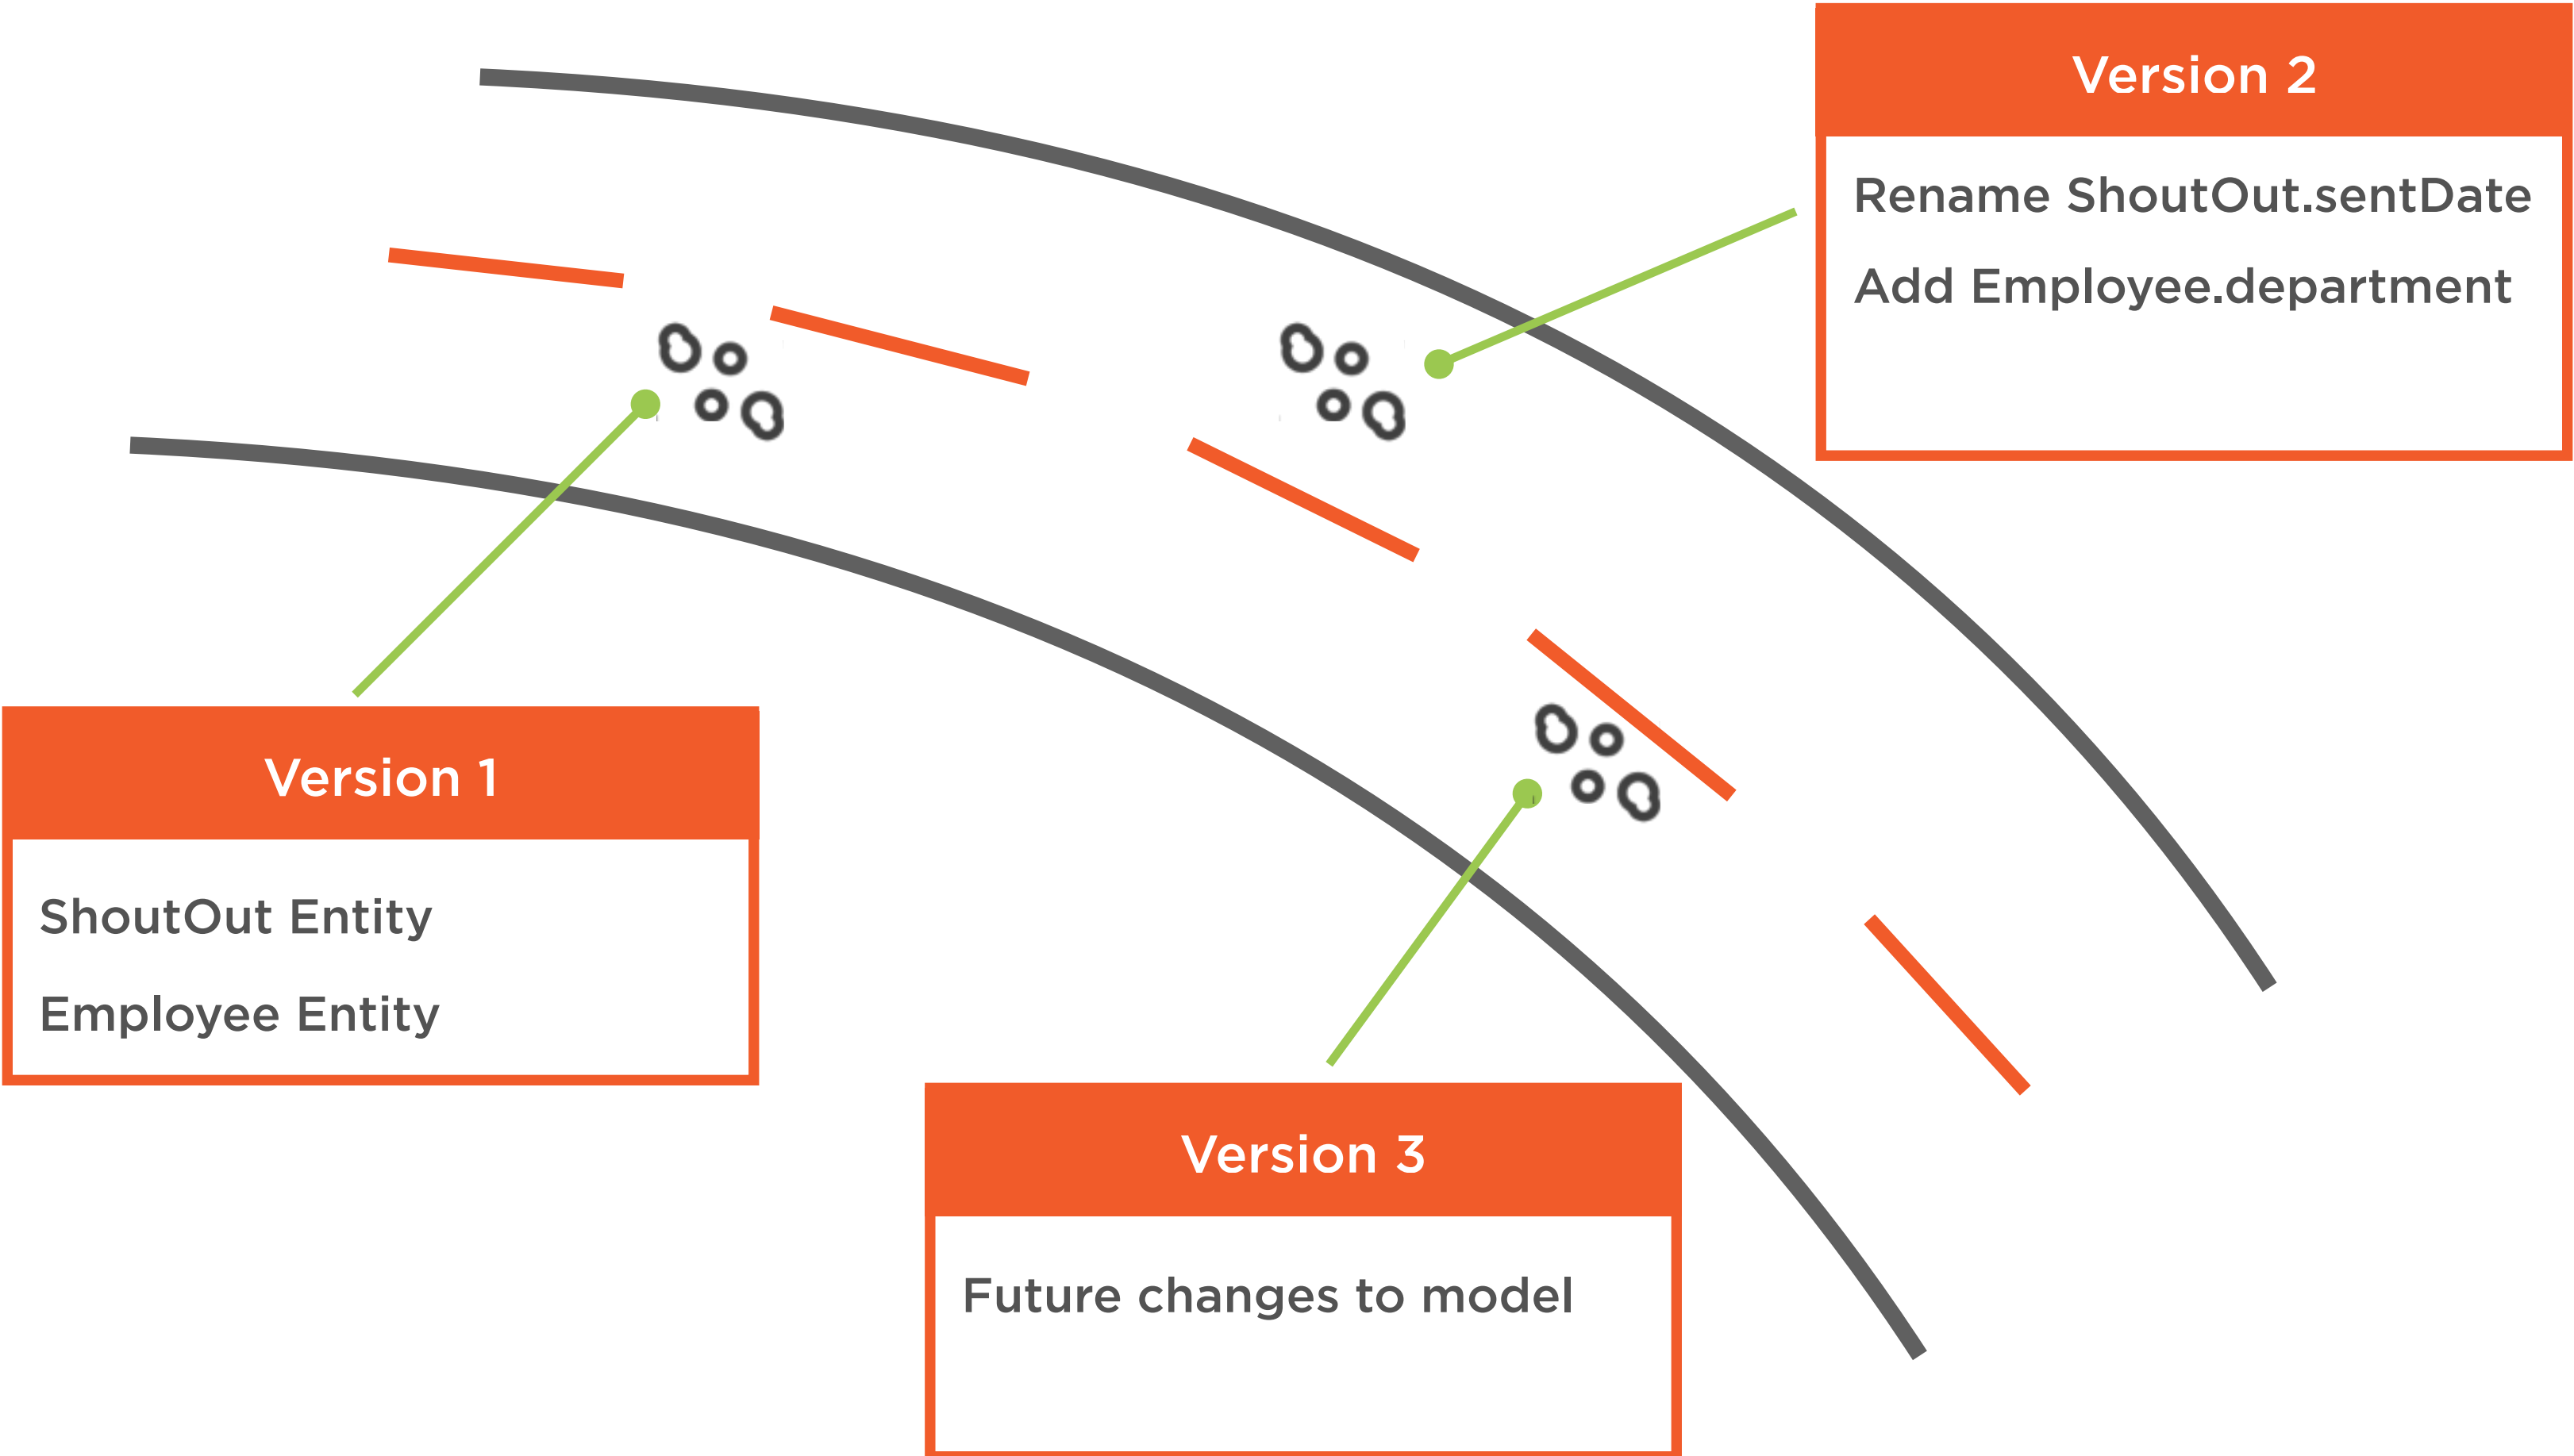 Version 2
Rename ShoutOut.sentDate
Add Employee.department
Version 1
ShoutOut Entity
Employee Entity
Version 3
Future changes to model